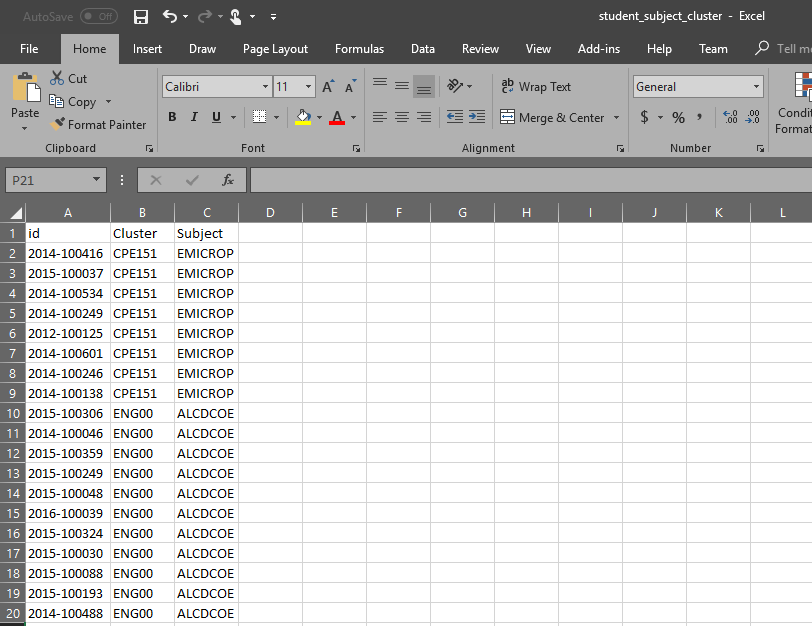 AutoSave Off student_subject_cluster - Excel
File Home Insert Draw Page Layout Formulas Data Review View Add-ins Help Team Tell me
Cut Calibri 11 A A ab Wrap Text General
Paste Copy Format Painter B I U A Merge & Center $ % , .00 .0 Condit Format
Clipboard Font Alignment Number
P21 fx
A B C D E F G H I J K L
1 id Cluster Subject
2 2014-100416 CPE151 EMICROP
3 2015-100037 CPE151 EMICROP
4 2014-100534 CPE151 EMICROP
5 2014-100249 CPE151 EMICROP
6 2012-100125 CPE151 EMICROP
7 2014-100601 CPE151 EMICROP
8 2014-100246 CPE151 EMICROP
9 2014-100138 CPE151 EMICROP
10 2015-100306 ENG00 ALCDCOE
11 2014-100046 ENG00 ALCDCOE
12 2015-100359 ENG00 ALCDCOE
13 2015-100249 ENG00 ALCDCOE
14 2015-100048 ENG00 ALCDCOE
15 2016-100039 ENG00 ALCDCOE
16 2015-100324 ENG00 ALCDCOE
17 2015-100030 ENG00 ALCDCOE
18 2015-100088 ENG00 ALCDCOE
19 2015-100193 ENG00 ALCDCOE
20 2014-100488 ENG00 ALCDCOE